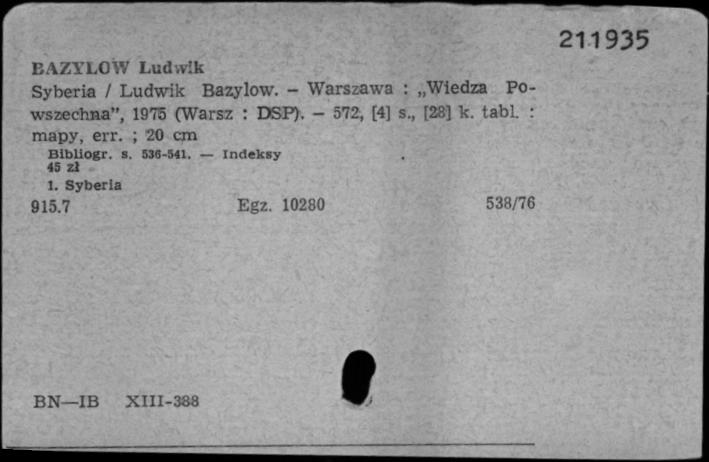 211935
BAZYLOW Ludwik
Syberia / Ludwik Bazylow. – Warszawa : „Wiedza Po-
wszechna”, 1975 (Warsz : DSP). – 572, [4] s., [28] k. tabl. :
mapy, err. ; 20 cm
Bibliogr. s. 536-541. — Indeksy
45 zł
1. Syberia
915.7 Egz. 10280 538/76
BN—IB XIII-388